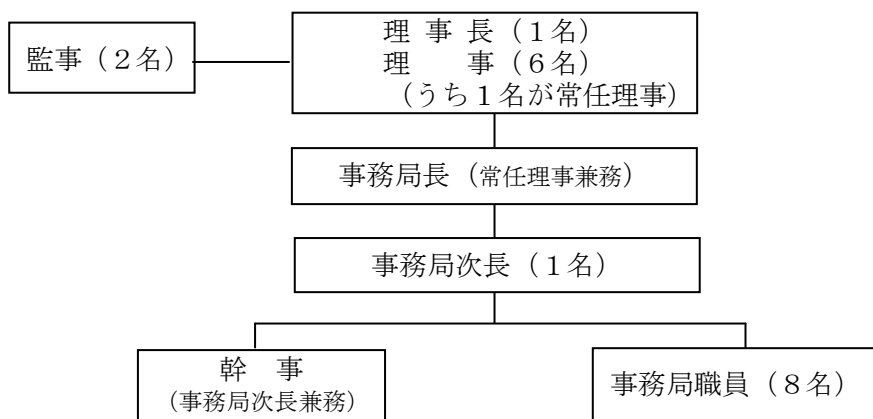 監事（２名）
理 事 長（１名）
理　　事（６名）
（うち１名が常任理事）
事務局長（常任理事兼務）
事務局次長（１名）
幹　事
（事務局次長兼務）
事務局職員（８名）